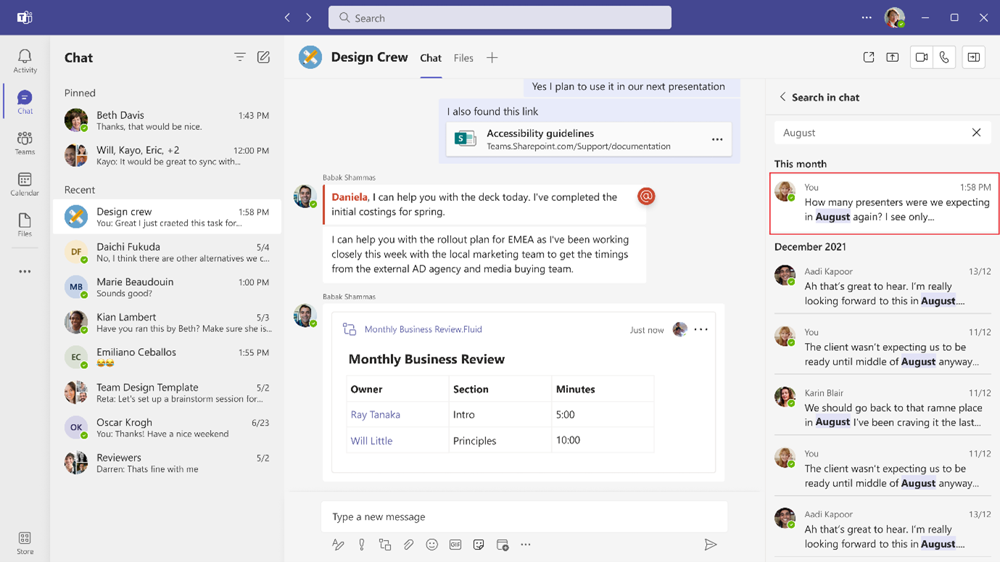 Search
Activity
Chat
Teams
Calendar
Files
Store
Chat
Pinned
Beth Davis 1:43 PM
Thanks, that would be nice.
Will, Kayo, Eric, +2 12:00 PM
Kayo: It would be great to sync with...
Recent
Design crew 1:58 PM
You: Great I just craeted this task for...
DF
Daichi Fukuda 5/4
No, I think there are other alternatives we c...
MB
Marie Beaudouin 1:00 PM
Sounds good?
Kian Lambert 5/3
Have you ran this by Beth? Make sure she is...
EC
Emiliano Ceballos 1:55 PM
😂😂
Team Design Template 5/2
Reta: Let's set up a brainstorm session for...
OK
Oscar Krogh 6/23
You: Thanks! Have a nice weekend
Reviewers 5/2
Darren: Thats fine with me
Design Crew Chat Files
Yes I plan to use it in our next presentation
I also found this link
S
Accessibility guidelines
Teams.Sharepoint.com/Support/documentation
Babak Shammas
Daniela, I can help you with the deck today. I've completed the
initial costings for spring.
@
I can help you with the rollout plan for EMEA as I've been working
closely this week with the local marketing team to get the timings
from the external AD agency and media buying team.
Babak Shammas
Monthly Business Review.Fluid Just now
Monthly Business Review
Owner Section Minutes
Ray Tanaka Intro 5:00
Will Little Principles 10:00
Type a new message
GIF
Search in chat
August
This month
You 1:58 PM
How many presenters were we expecting
in August again? I see only...
December 2021
Aadi Kapoor 13/12
Ah that's great to hear. I'm really
looking forward to this in August....
You 11/12
The client wasn't expecting us to be
ready until middle of August anyway...
Karin Blair 11/12
We should go back to that ramne place
in August I've been craving it the last...
You 11/12
The client wasn't expecting us to be
ready until middle of August anyway...
Aadi Kapoor 13/12
Ah that's great to hear. I'm really
looking forward to this in August....